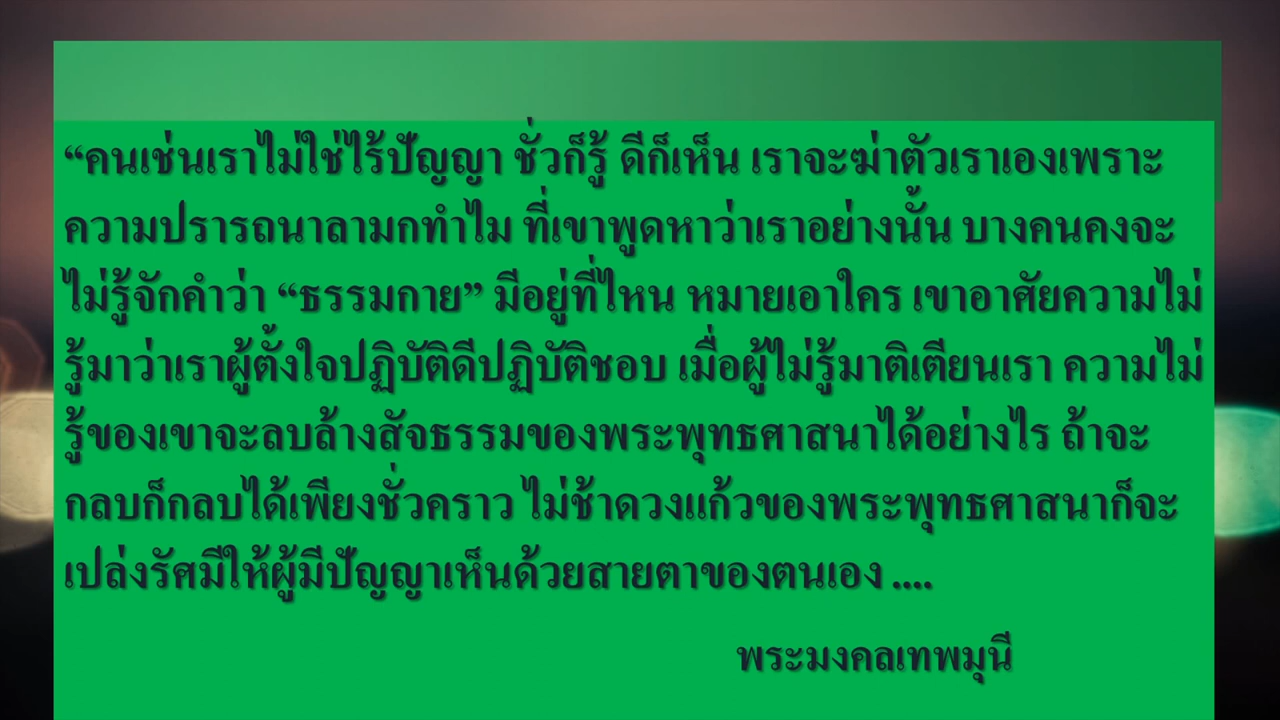 “คนเช่นเราไม่ใช่ไร้ปัญญา ชั่วก็รู้ ดีก็เห็น เราจะฆ่าตัวเราเองเพราะ
ความปรารถนาลามกทำไม ที่เขาพูดหาว่าเราอย่างนั้น บางคนคงจะ
ไม่รู้จักคำว่า “ธรรมกาย” มีอยู่ที่ไหน หมายเอาใคร เขาอาศัยความไม่
รู้มาว่าเราผู้ตั้งใจปฏิบัติดีปฏิบัติชอบ เมื่อผู้ไม่รู้มาติเตียนเรา ความไม่
รู้ของเขาจะลบล้างสัจธรรมของพระพุทธศาสนาได้อย่างไร ถ้าจะ
กลบก็กลบได้เพียงชั่วคราว ไม่ช้าดวงแก้วของพระพุทธศาสนาก็จะ
เปล่งรัศมีให้ผู้มีปัญญาเห็นด้วยสายตาของตนเอง ....
พระมงคลเทพมุนี